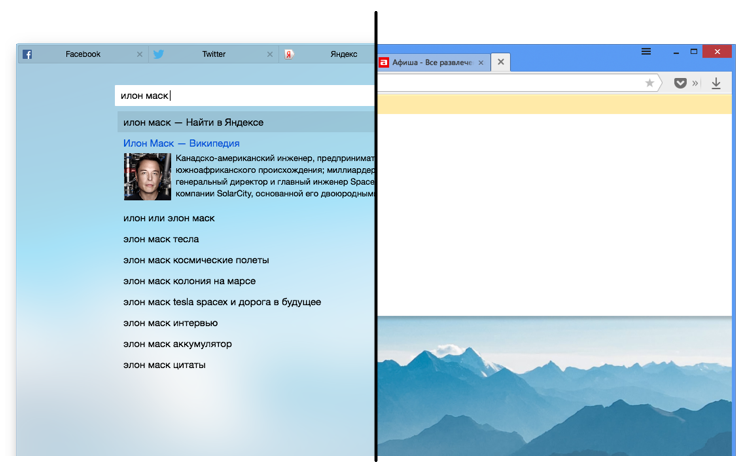 Facebook
Twitter
Я
Яндекс
a
Афиша - Все развлече
илон маск
илон маск — Найти в Яндексе
Илон Маск — Википедия
Канадско-американский инженер, предпринимат
южноафриканского происхождения; миллиардер
генеральный директор и главный инженер Space
компании SolarCity, основанной его двоюродным
илон или элон маск
элон маск тесла
элон маск космические полеты
элон маск колония на марсе
элон маск tesla spacex и дорога в будущее
элон маск интервью
элон маск аккумулятор
элон маск цитаты